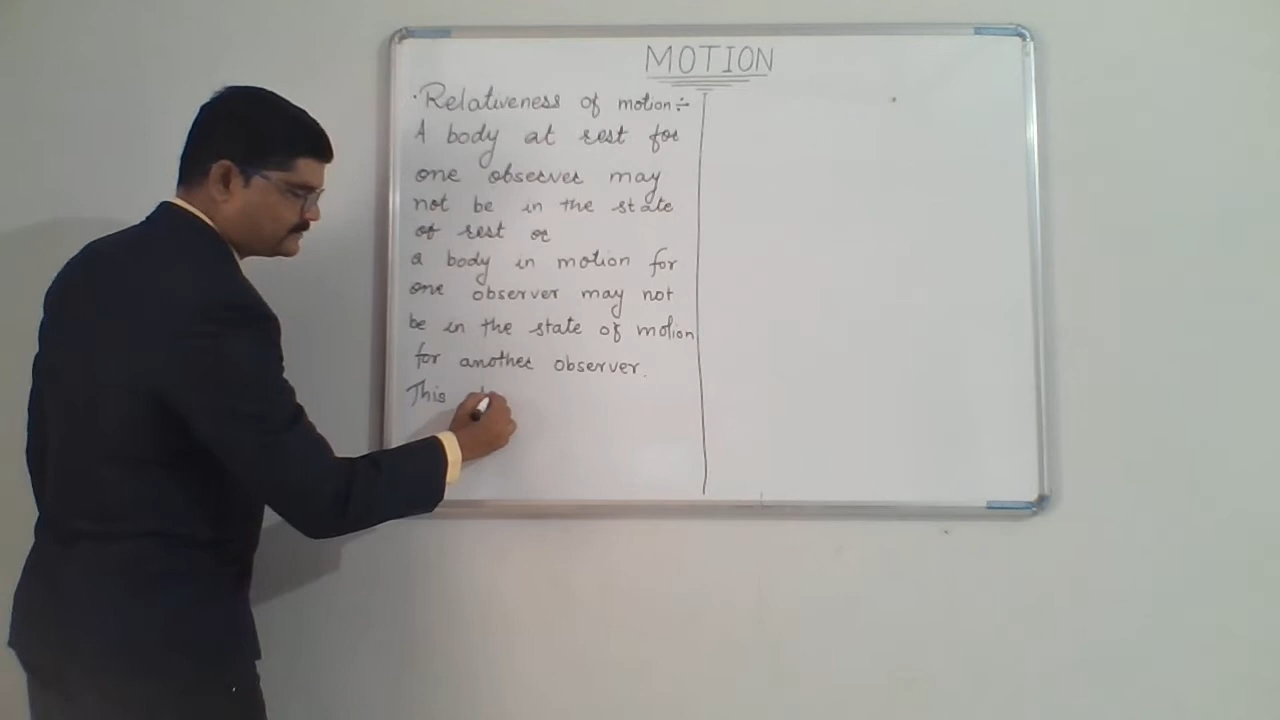 MOTION
·Relativeness of motion÷
A body at rest for
one observer may
not be in the state
of rest or
a body in motion for
one observer may not
be in the state of motion
for another observer.
This